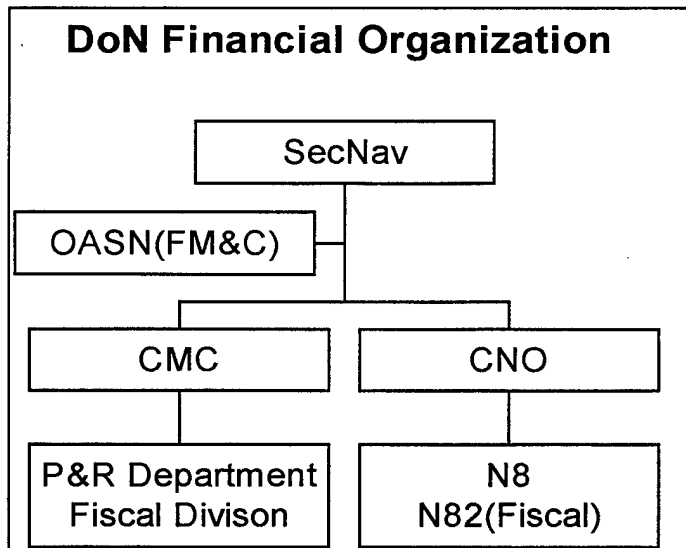 DoN Financial Organization
SecNav
OASN(FM&C)
CMC
CNO
P&R Department
Fiscal Divison
N8
N82(Fiscal)